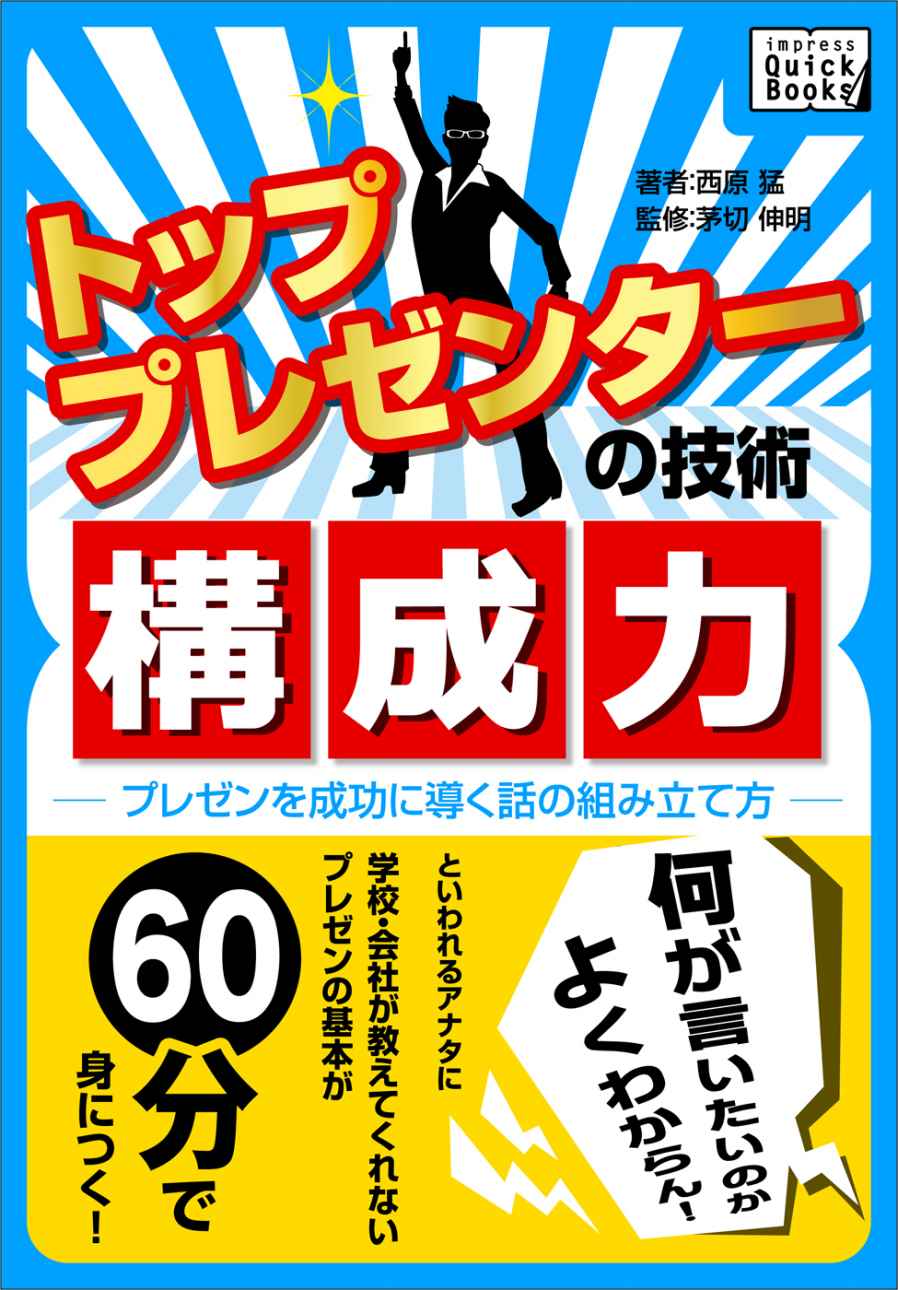 impress
Quick
Books
著者:西原 猛
監修:茅切 伸明
トップ
プレゼンター
の技術
構成力
プレゼンを成功に導く話の組み立て方
何が言いたいのか
よくわからん!
といわれるアナタに
学校・会社が教えてくれない
プレゼンの基本が
60分で
身につく!